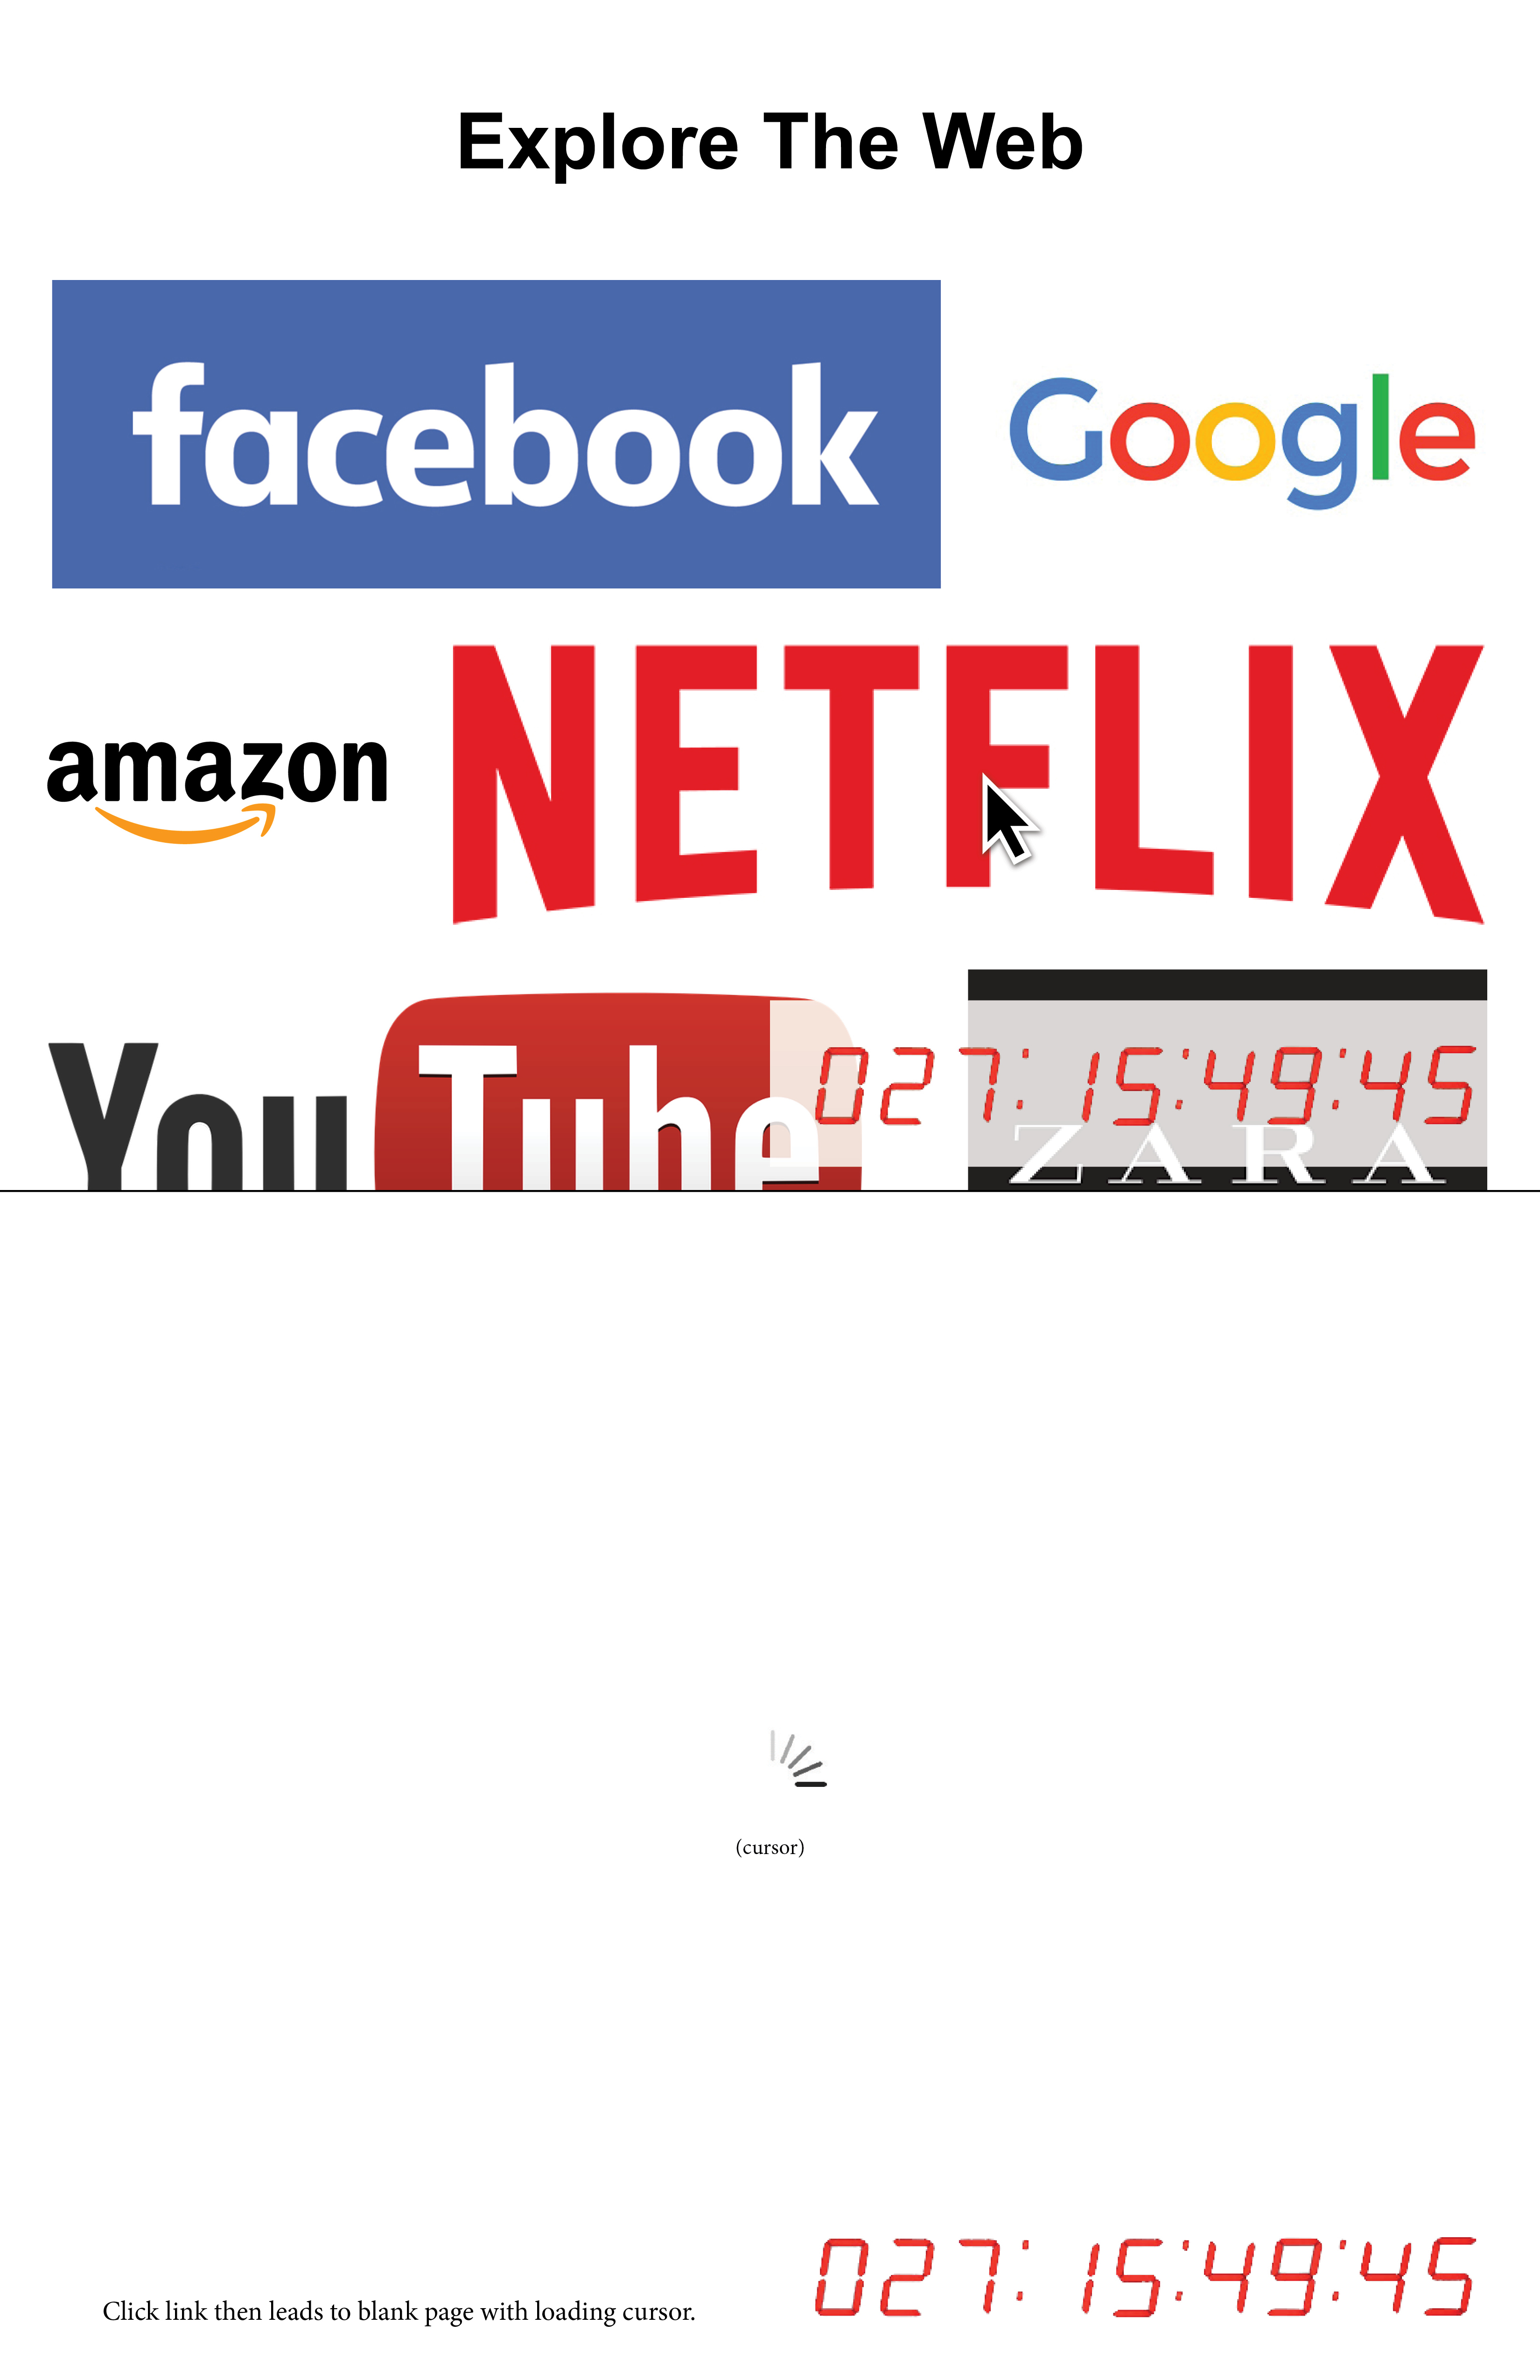 Explore The Web
facebook
Google
amazon
NETFLIX
YouTube
027: 15:49:45
ZARA
(cursor)
027: 15:49:45
Click link then leads to blank page with loading cursor.